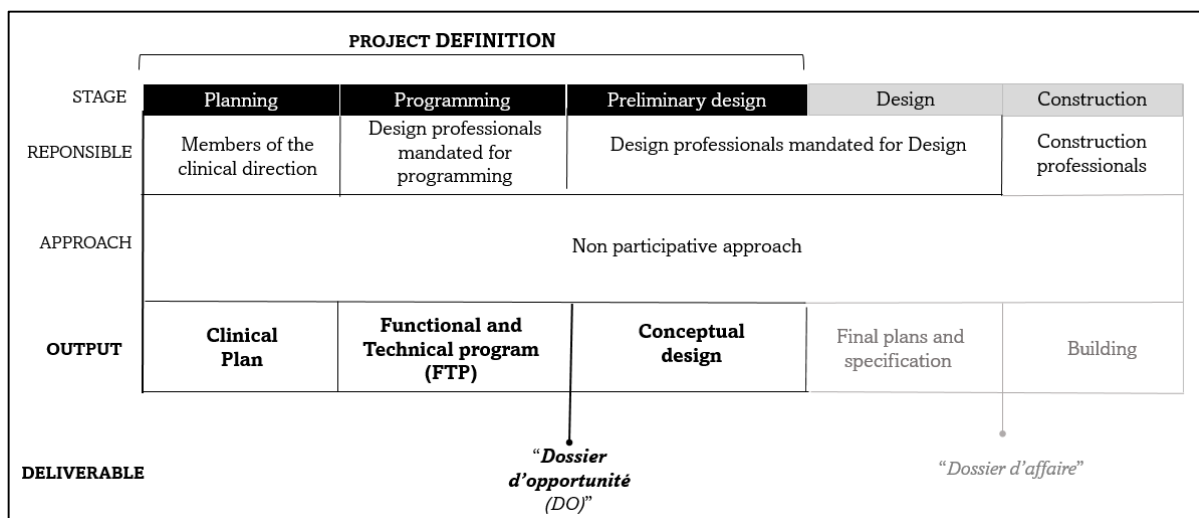 PROJECT DEFINITION
STAGE Planning Programming Preliminary design Design Construction
REPONSIBLE
Members of the
clinical direction
Design professionals
mandated for
programming
Design professionals mandated for Design
Construction
professionals
APPROACH
Non participative approach
OUTPUT
Clinical
Plan
Functional and
Technical program
(FTP)
Conceptual
design
Final plans and
specification
Building
DELIVERABLE
“Dossier
d’opportunité
(DO)”
“Dossier d’affaire”